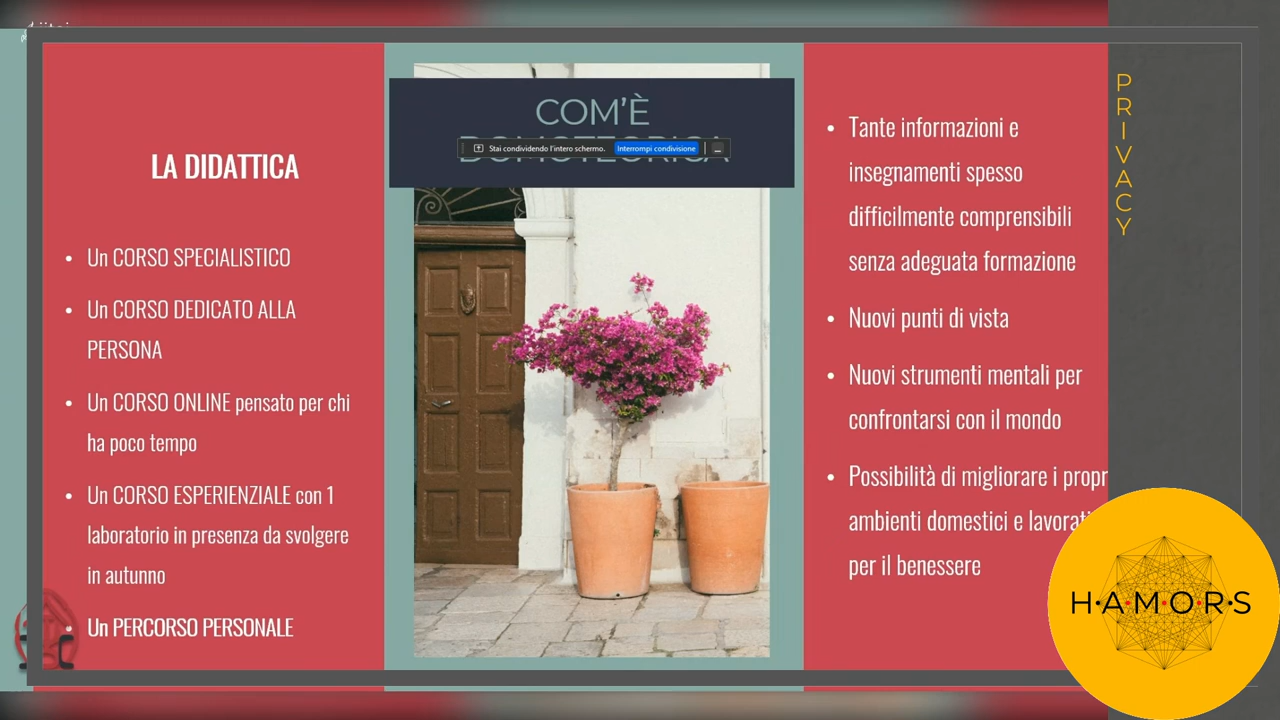 LA DIDATTICA
• Un CORSO SPECIALISTICO
• Un CORSO DEDICATO ALLA
PERSONA
• Un CORSO ONLINE pensato per chi
ha poco tempo
• Un CORSO ESPERIENZIALE con 1
laboratorio in presenza da svolgere
in autunno
• Un PERCORSO PERSONALE
COM'È
DOMOTEORICA
Stai condividendo l'intero schermo. Interrompi condivisione
• Tante informazioni e
insegnamenti spesso
difficilmente comprensibili
senza adeguata formazione
• Nuovi punti di vista
• Nuovi strumenti mentali per
confrontarsi con il mondo
• Possibilità di migliorare i propr
ambienti domestici e lavorati
per il benessere
PRIVACY
H·A·M·O·R·S